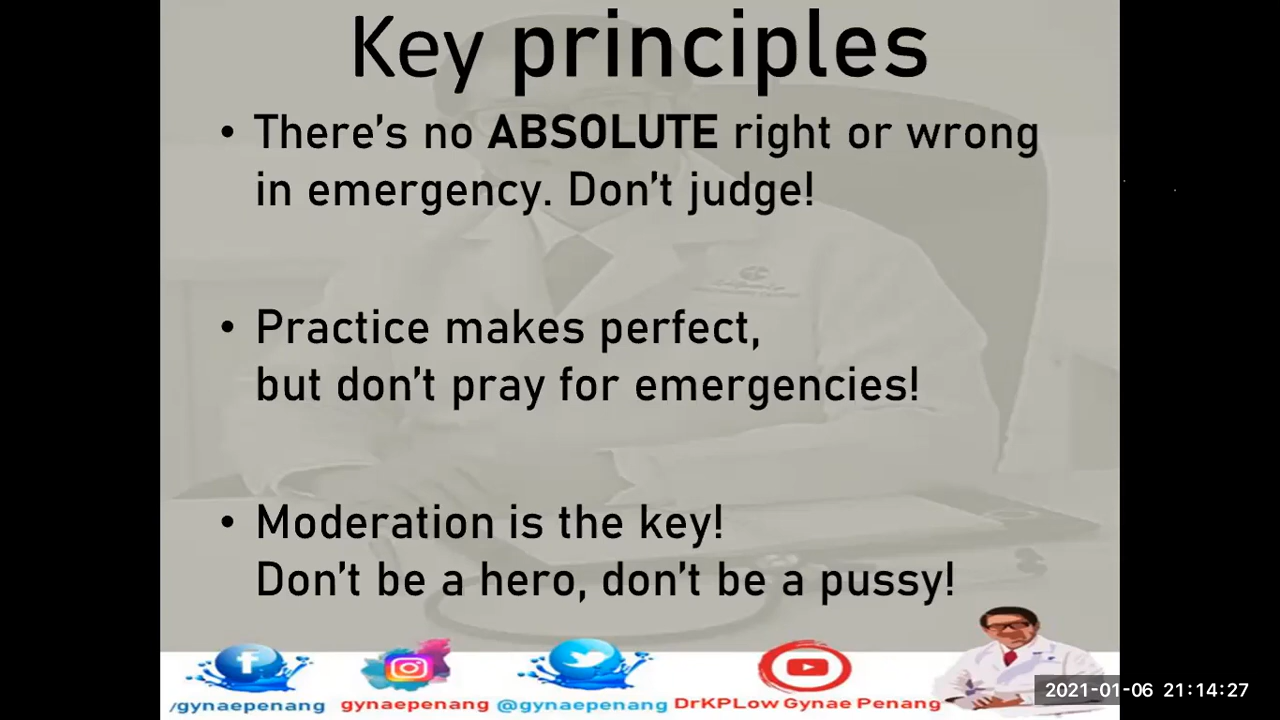 Key principles
• There's no ABSOLUTE right or wrong
in emergency. Don't judge!
• Practice makes perfect,
but don't pray for emergencies!
• Moderation is the key!
Don't be a hero, don't be a pussy!
/gynaepenang gynaepenang @gynaepenang DrKPLow Gynae Penang
2021-01-06 21:14:27